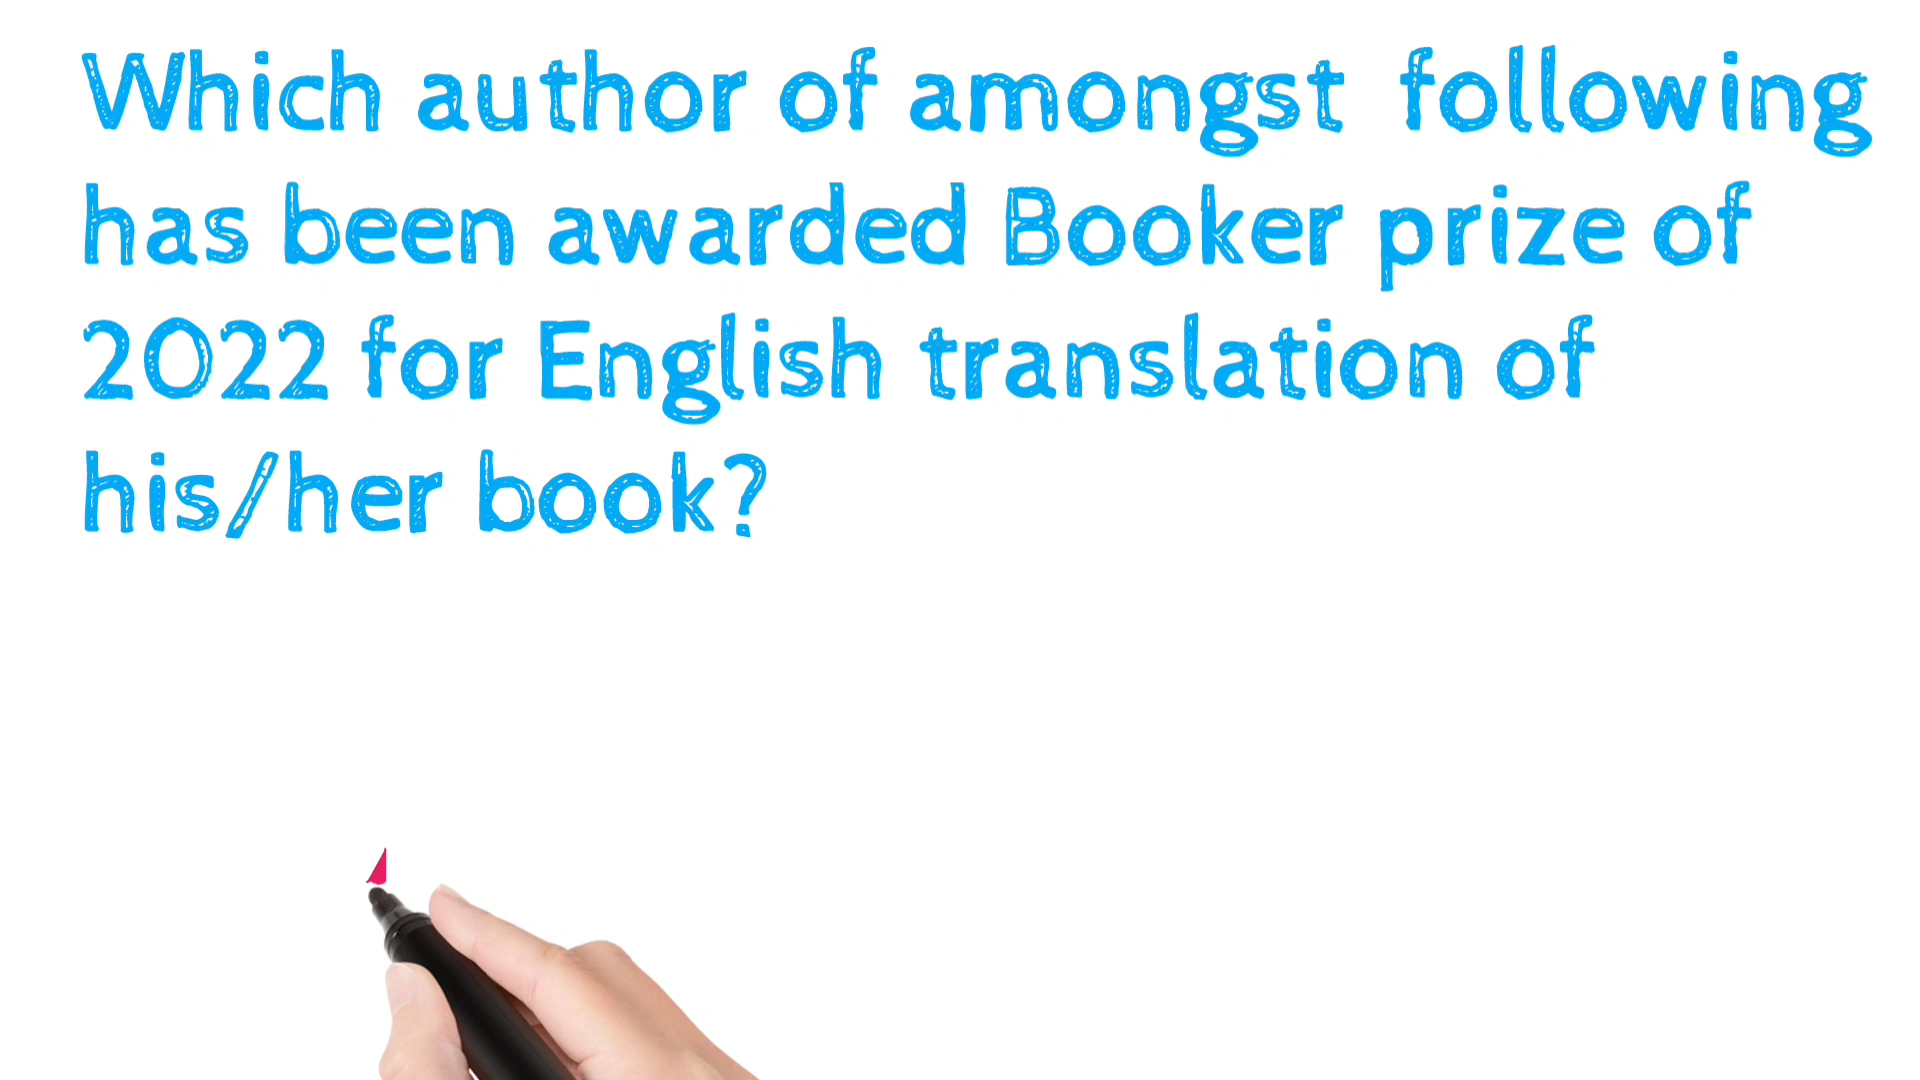 Which author of amongst following
has been awarded Booker prize of
2022 for English translation of
his/her book?